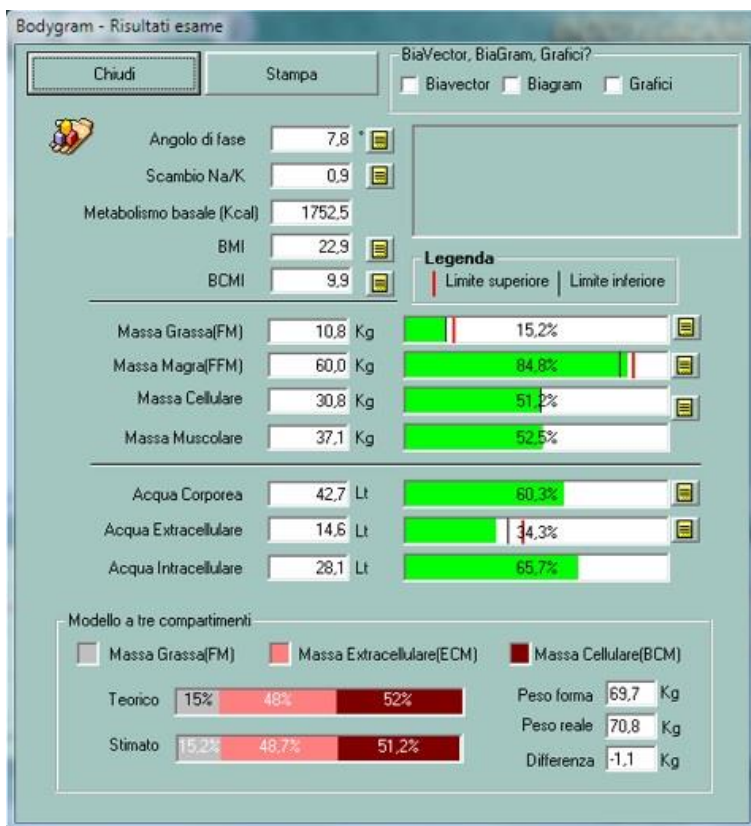 Bodygram - Risultati esame
Chiudi
Stampa
BiaVector, BiaGram, Grafici?
Biavector Biagram Grafici
Angolo di fase 7,8 °
Scambio Na/K 0,9
Metabolismo basale (Kcal) 1752,5
BMI 22,9
BCMI 9,9
Legenda
Limite superiore Limite inferiore
Massa Grassa(FM) 10,8 Kg 15,2%
Massa Magra(FFM) 60,0 Kg 84,8%
Massa Cellulare 30,8 Kg 51,2%
Massa Muscolare 37,1 Kg 52,5%
Acqua Corporea 42,7 Lt 60,3%
Acqua Extracellulare 14,6 Lt 34,3%
Acqua Intracellulare 28,1 Lt 65,7%
Modello a tre compartimenti
Massa Grassa(FM) Massa Extracellulare(ECM) Massa Cellulare(BCM)
Teorico 15% 48% 52%
Peso forma 69,7 Kg
Peso reale 70,8 Kg
Stimato 15,2% 48,7% 51,2%
Differenza -1,1 Kg